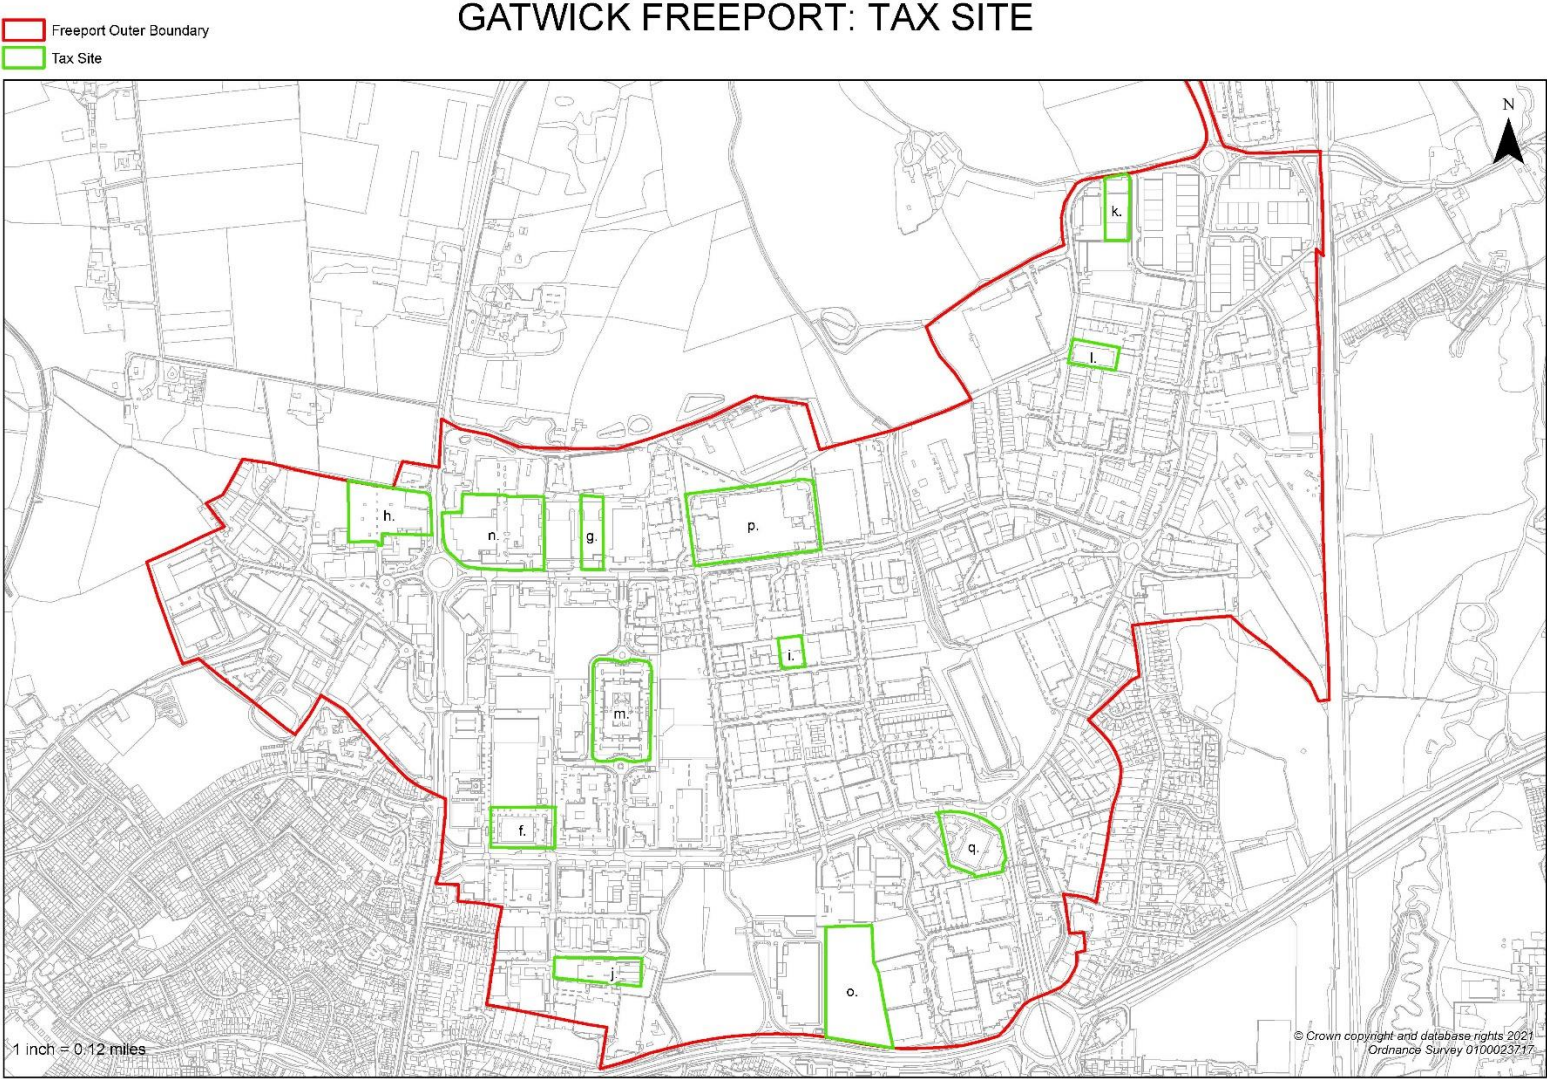 GATWICK FREEPORT: TAX SITE
Freeport Outer Boundary
Tax Site
N
k.
l.
h.
n.
g.
p.
i.
m.
f.
q.
j.
o.
1 inch = 0.12 miles
© Crown copyright and database rights 2021
Ordnance Survey 0100023717